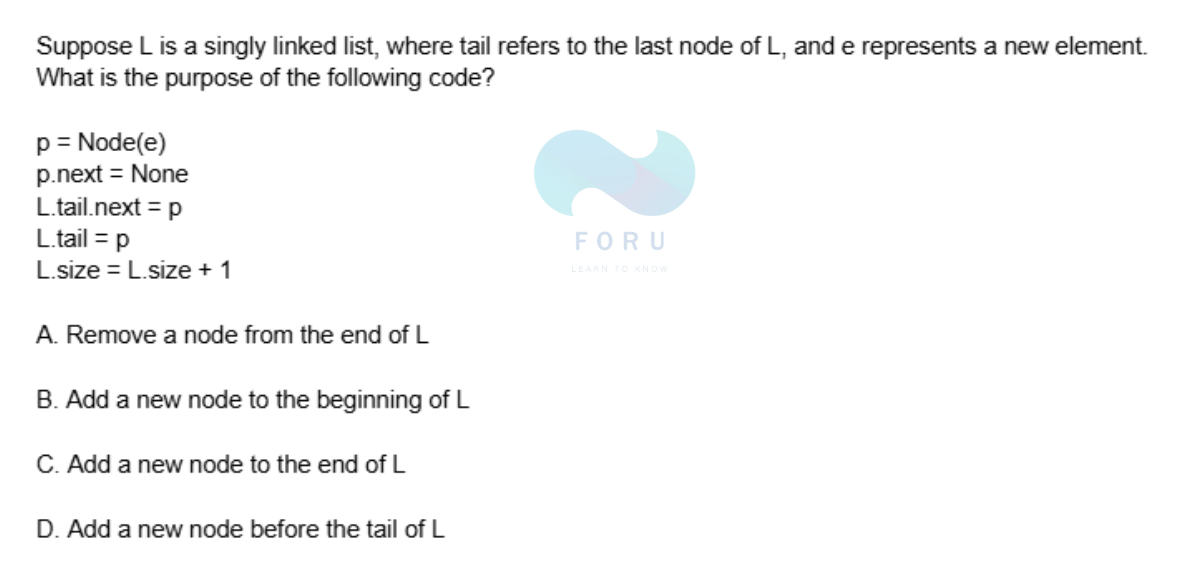 Suppose L is a singly linked list, where tail refers to the last node of L, and e represents a new element.
What is the purpose of the following code?
p = Node(e)
p.next = None
L.tail.next = p
L.tail = p
L.size = L.size + 1
FORU
LEARN TO KNOW
A. Remove a node from the end of L
B. Add a new node to the beginning of L
C. Add a new node to the end of L
D. Add a new node before the tail of L